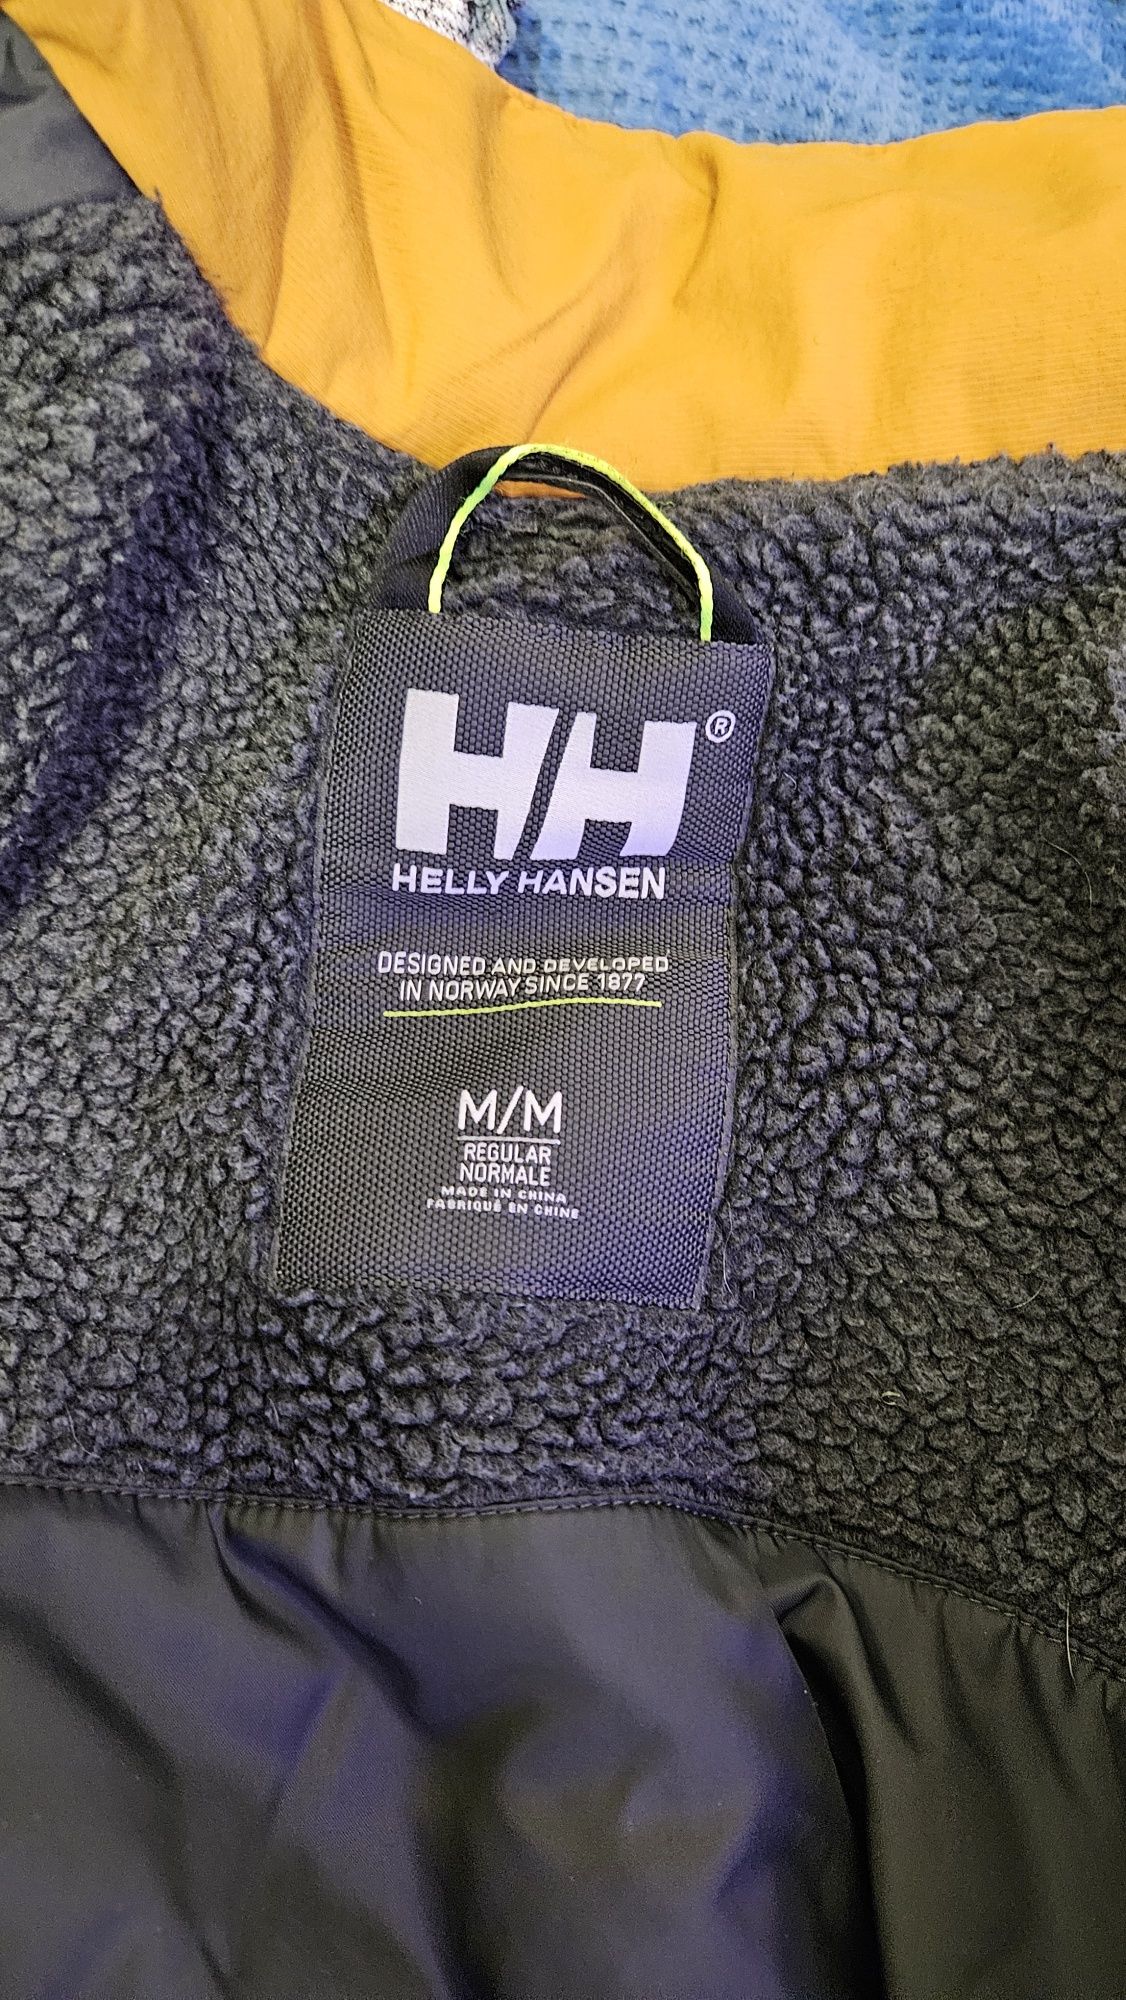 HH®
HELLY HANSEN
DESIGNED AND DEVELOPED
IN NORWAY SINCE 1877
M/M
REGULAR
NORMALE
MADE IN CHINA
FABRIQUÉ EN CHINE